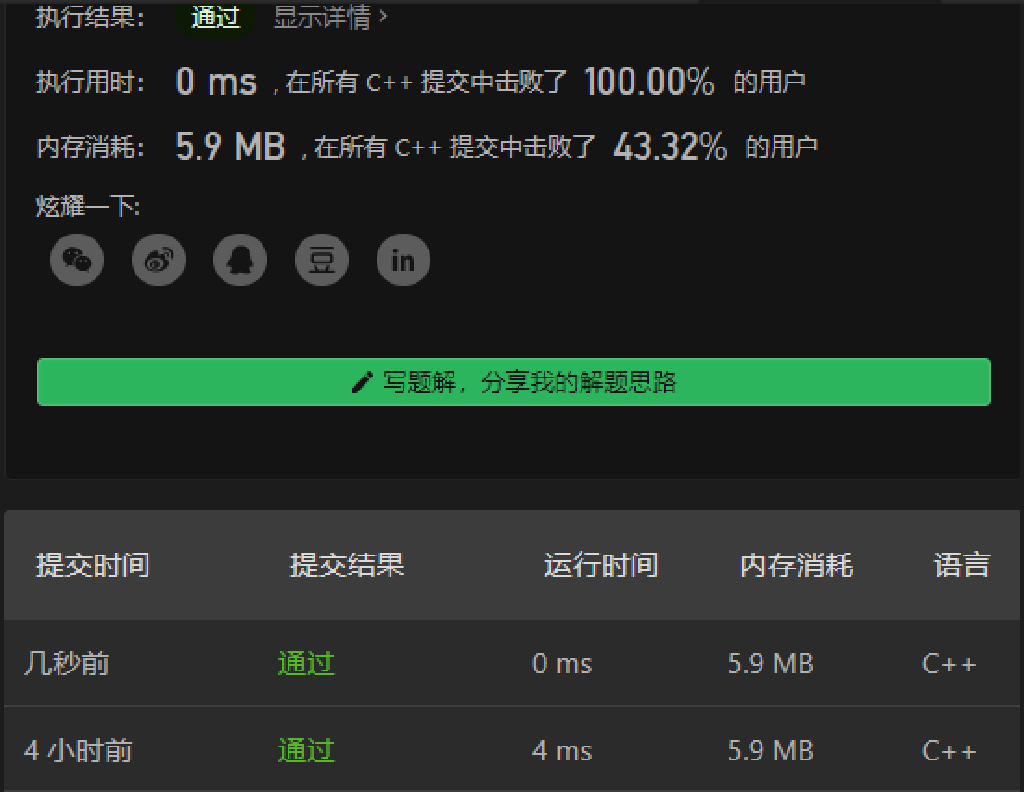 执行结果： 通过 显示详情 >
执行用时： 0 ms , 在所有 C++ 提交中击败了 100.00% 的用户
内存消耗： 5.9 MB , 在所有 C++ 提交中击败了 43.32% 的用户
炫耀一下:
豆 in
写题解，分享我的解题思路
提交时间 提交结果 运行时间 内存消耗 语言
几秒前 通过 0 ms 5.9 MB C++
4 小时前 通过 4 ms 5.9 MB C++